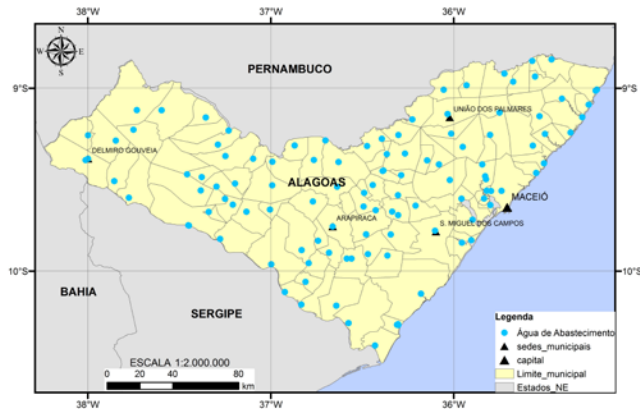 38°W 37°W 36°W
N
W E
S
PERNAMBUCO
9°S 9°S
UNIÃO DOS PALMARES
DELMIRO GOUVEIA
ALAGOAS
MACEIÓ
ARAPIRACA
S. MIGUEL DOS CAMPOS
10°S 10°S
BAHIA
SERGIPE
Legenda
Água de Abastecimento
sedes_municipais
capital
Limite_municipal
Estados_NE
ESCALA 1:2.000.000
0 20 40 80
km
38°W 37°W 36°W